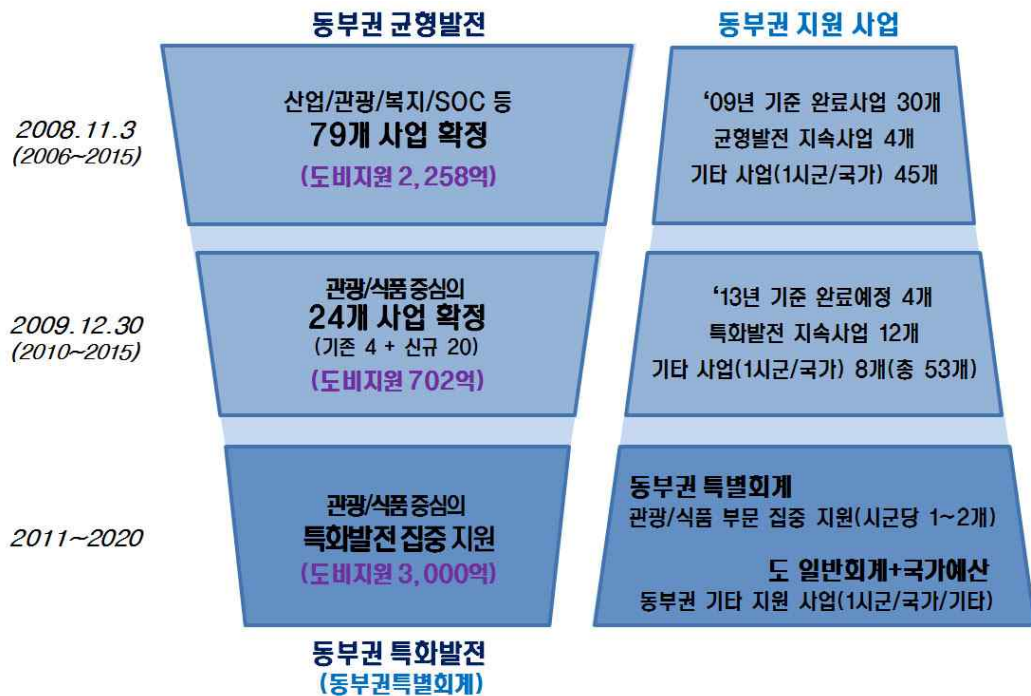 동부권 균형발전
동부권 지원 사업
2008.11.3
(2006~2015)
산업/관광/복지/SOC 등
79개 사업 확정
(도비지원 2,258억)
‘09년 기준 완료사업 30개
균형발전 지속사업 4개
기타 사업(1시군/국가) 45개
2009.12.30
(2010~2015)
관광/식품 중심의
24개 사업 확정
(기존 4 + 신규 20)
(도비지원 702억)
‘13년 기준 완료예정 4개
특화발전 지속사업 12개
기타 사업(1시군/국가) 8개(총 53개)
2011~2020
관광/식품 중심의
특화발전 집중 지원
(도비지원 3,000억)
동부권 특별회계
관광/식품 부문 집중 지원(시군당 1~2개)
도 일반회계+국가예산
동부권 기타 지원 사업(1시군/국가/기타)
동부권 특화발전
(동부권특별회계)